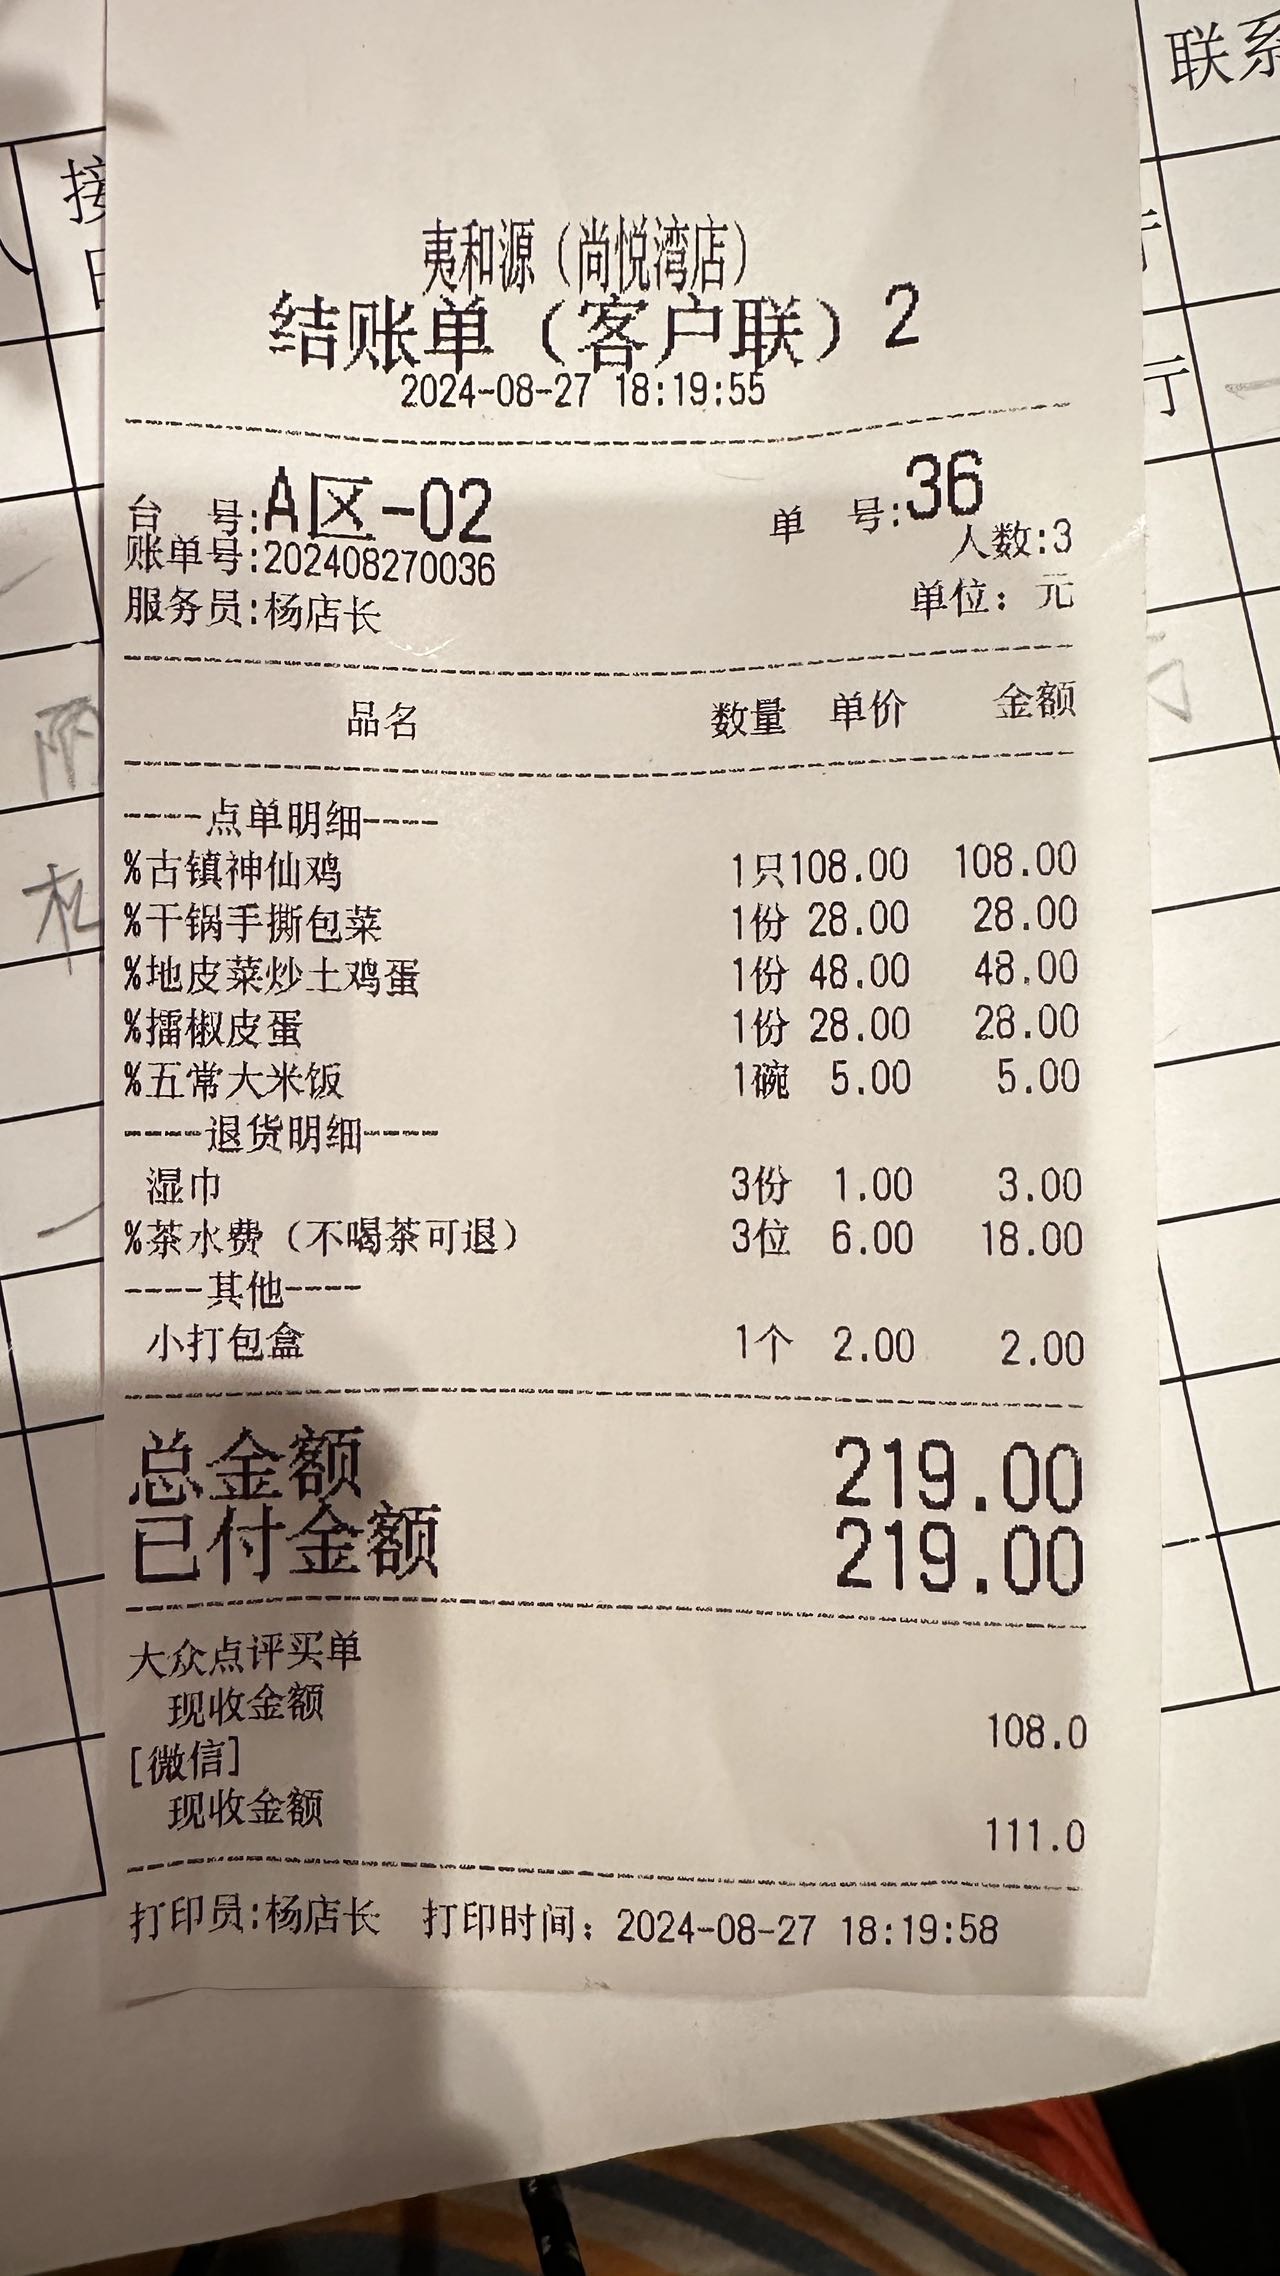 联系
接
夷和源（尚悦湾店）
结账单（客户联）2
2024-08-27 18:19:55
台 号:A区-02 单 号:36
人数:3
账单号:202408270036
服务员:杨店长 单位：元
品名 数量 单价 金额
----点单明细----
%古镇神仙鸡 1只108.00 108.00
%干锅手撕包菜 1份 28.00 28.00
%地皮菜炒土鸡蛋 1份 48.00 48.00
%擂椒皮蛋 1份 28.00 28.00
%五常大米饭 1碗 5.00 5.00
----退货明细----
湿巾 3份 1.00 3.00
%茶水费（不喝茶可退） 3位 6.00 18.00
----其他----
小打包盒 1个 2.00 2.00
总金额 219.00
已付金额 219.00
大众点评买单
现收金额 108.0
[微信]
现收金额 111.0
打印员:杨店长 打印时间：2024-08-27 18:19:58